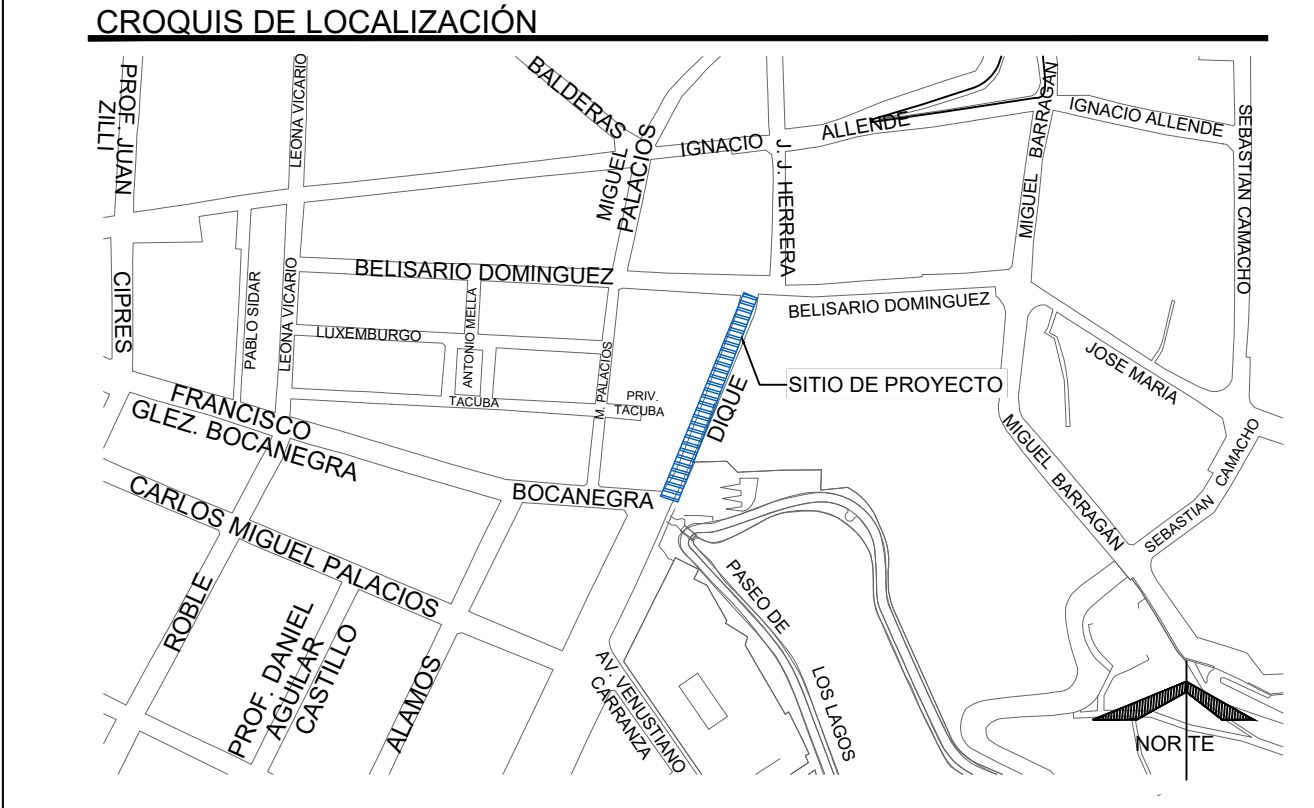 CROQUIS DE LOCALIZACIÓN
PROF. JUAN
ZILLI
LEONA VICARIO
BALDERAS
MIGUEL
PALACIOS
IGNACIO
ALLENDE
J. J. HERRERA
MIGUEL BARRAGÁN
IGNACIO ALLENDE
SEBASTIAN CAMACHO
CIPRES
PABLO SIDAR
LEONA VICARIO
BELISARIO DOMINGUEZ
ANTONIO MELLA
LUXEMBURGO
M. PALACIOS
BELISARIO DOMINGUEZ
JOSE MARIA
SITIO DE PROYECTO
PRIV.
TACUBA
TACUBA
DIQUE
FRANCISCO
GLEZ. BOCANEGRA
BOCANEGRA
MIGUEL BARRAGÁN
SEBASTIAN CAMACHO
CARLOS MIGUEL PALACIOS
ROBLE
PROF. DANIEL
AGUILAR
CASTILLO
ALAMOS
AV. VENUSTIANO
CARRANZA
PASEO DE
LOS LAGOS
NORTE